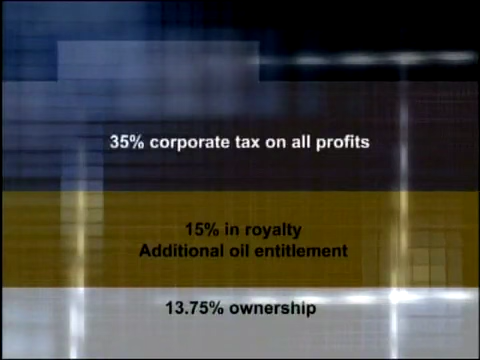 35% corporate tax on all profits
15% in royalty
Additional oil entitlement
13.75% ownership